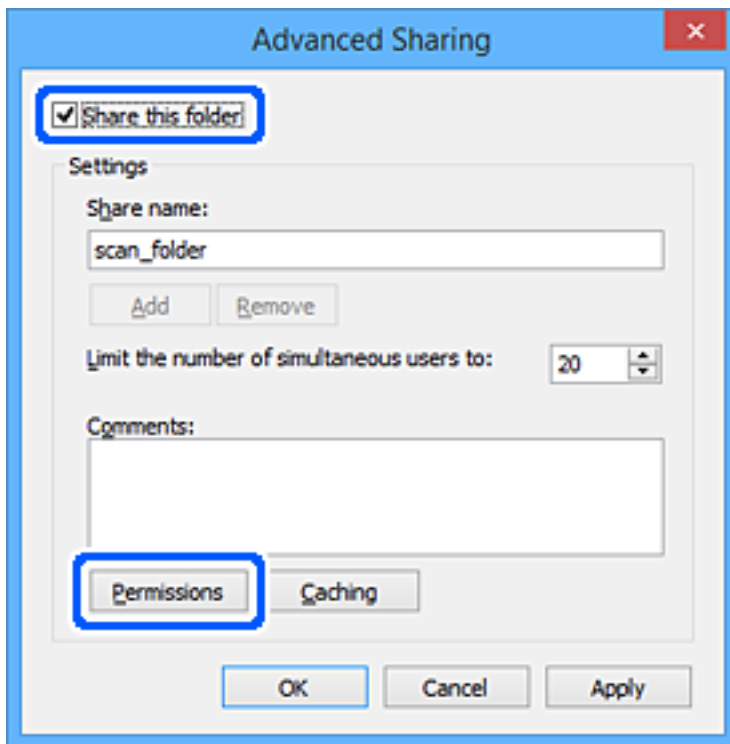 Advanced Sharing
Share this folder
Settings
Share name:
scan_folder
Add Remove
Limit the number of simultaneous users to: 20
Comments:
Permissions Caching
OK Cancel Apply